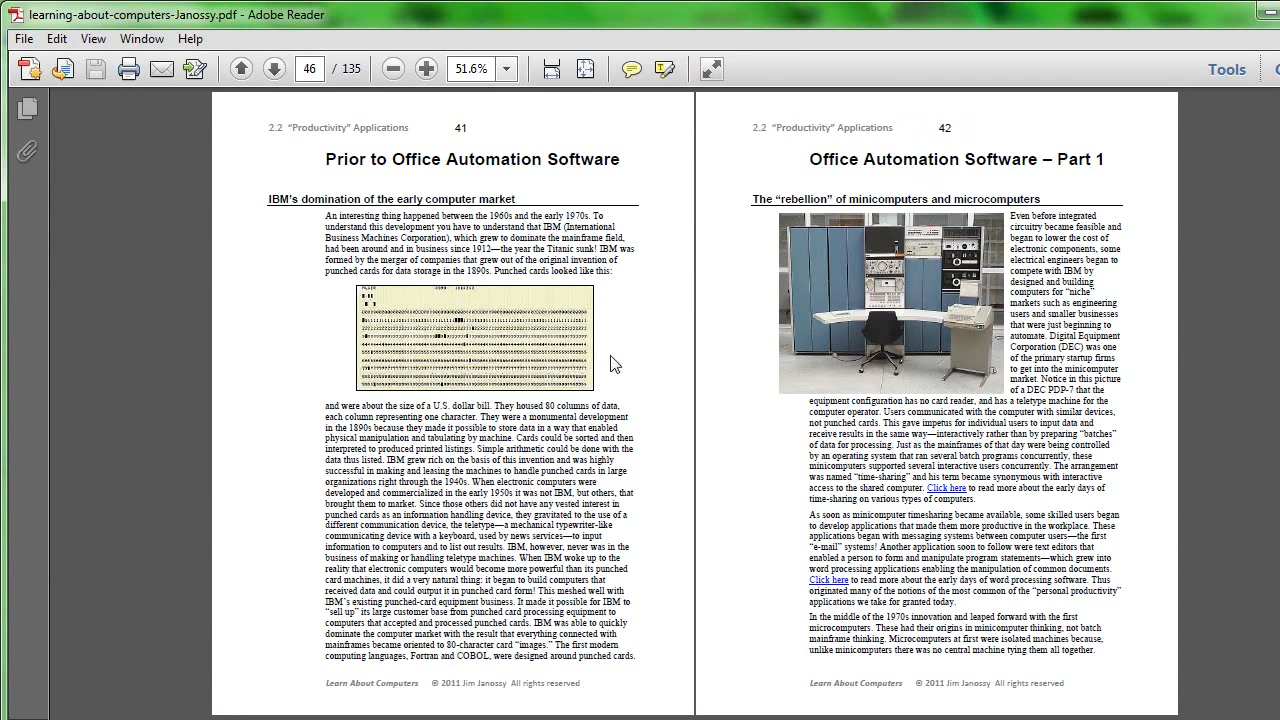 learning-about-computers-Janossy.pdf - Adobe Reader
File Edit View Window Help
46 / 135 51.6% Tools
2.2 “Productivity” Applications 41
Prior to Office Automation Software
IBM’s domination of the early computer market
An interesting thing happened between the 1960s and the early 1970s. To
understand this development you have to understand that IBM (International
Business Machines Corporation), which grew to dominate the mainframe field,
had been around and in business since 1912—the year the Titanic sunk! IBM was
formed by the merger of companies that grew out of the original invention of
punched cards for data storage in the 1890s. Punched cards looked like this:
and were about the size of a U.S. dollar bill. They housed 80 columns of data,
each column representing one character. They were a monumental development
in the 1890s because they made it possible to store data in a way that enabled
physical manipulation and tabulating by machine. Cards could be sorted and then
interpreted to produced printed listings. Simple arithmetic could be done with the
data thus listed. IBM grew rich on the basis of this invention and was highly
successful in making and leasing the machines to handle punched cards in large
organizations right through the 1940s. When electronic computers were
developed and commercialized in the early 1950s it was not IBM, but others, that
brought them to market. Since those others did not have any vested interest in
punched cards as an information handling device, they gravitated to the use of a
different communication device, the teletype—a mechanical typewriter-like
communicating device with a keyboard, used by news services—to input
information to computers and to list out results. IBM, however, never was in the
business of making or handling teletype machines. When IBM woke up to the
reality that electronic computers would become more powerful than its punched
card machines, it did a very natural thing: it began to build computers that
received data and could output it in punched card form! This meshed well with
IBM’s existing punched-card equipment business. It made it possible for IBM to
“sell up” its large customer base from punched card processing equipment to
computers that accepted and processed punched cards. IBM was able to quickly
dominate the computer market with the result that everything connected with
mainframes became oriented to 80-character card “images.” The first modern
computing languages, Fortran and COBOL, were designed around punched cards.
Learn About Computers © 2011 Jim Janossy All rights reserved
2.2 “Productivity” Applications 42
Office Automation Software – Part 1
The “rebellion” of minicomputers and microcomputers
Even before integrated
circuitry became feasible and
began to lower the cost of
electronic components, some
electrical engineers began to
compete with IBM by
designed and building
computers for “niche”
markets such as engineering
users and smaller businesses
that were just beginning to
automate. Digital Equipment
Corporation (DEC) was one
of the primary startup firms
to get into the minicomputer
market. Notice in this picture
of a DEC PDP-7 that the
equipment configuration has no card reader, and has a teletype machine for the
computer operator. Users communicated with the computer with similar devices,
not punched cards. This gave impetus for individual users to input data and
receive results in the same way—interactively rather than by preparing “batches”
of data for processing. Just as the mainframes of that day were being controlled
by an operating system that ran several batch programs concurrently, these
minicomputers supported several interactive users concurrently. The arrangement
was named “time-sharing” and his term became synonymous with interactive
access to the shared computer. Click here to read more about the early days of
time-sharing on various types of computers.
As soon as minicomputer timesharing became available, some skilled users began
to develop applications that made them more productive in the workplace. These
applications began with messaging systems between computer users—the first
“e-mail” systems! Another application soon to follow were text editors that
enabled a person to form and manipulate program statements—which grew into
word processing applications enabling the manipulation of common documents.
Click here to read more about the early days of word processing software. Thus
originated many of the notions of the most common of the “personal productivity”
applications we take for granted today.
In the middle of the 1970s innovation and leaped forward with the first
microcomputers. These had their origins in minicomputer thinking, not batch
mainframe thinking. Microcomputers at first were isolated machines because,
unlike minicomputers there was no central machine tying them all together.
Learn About Computers © 2011 Jim Janossy All rights reserved